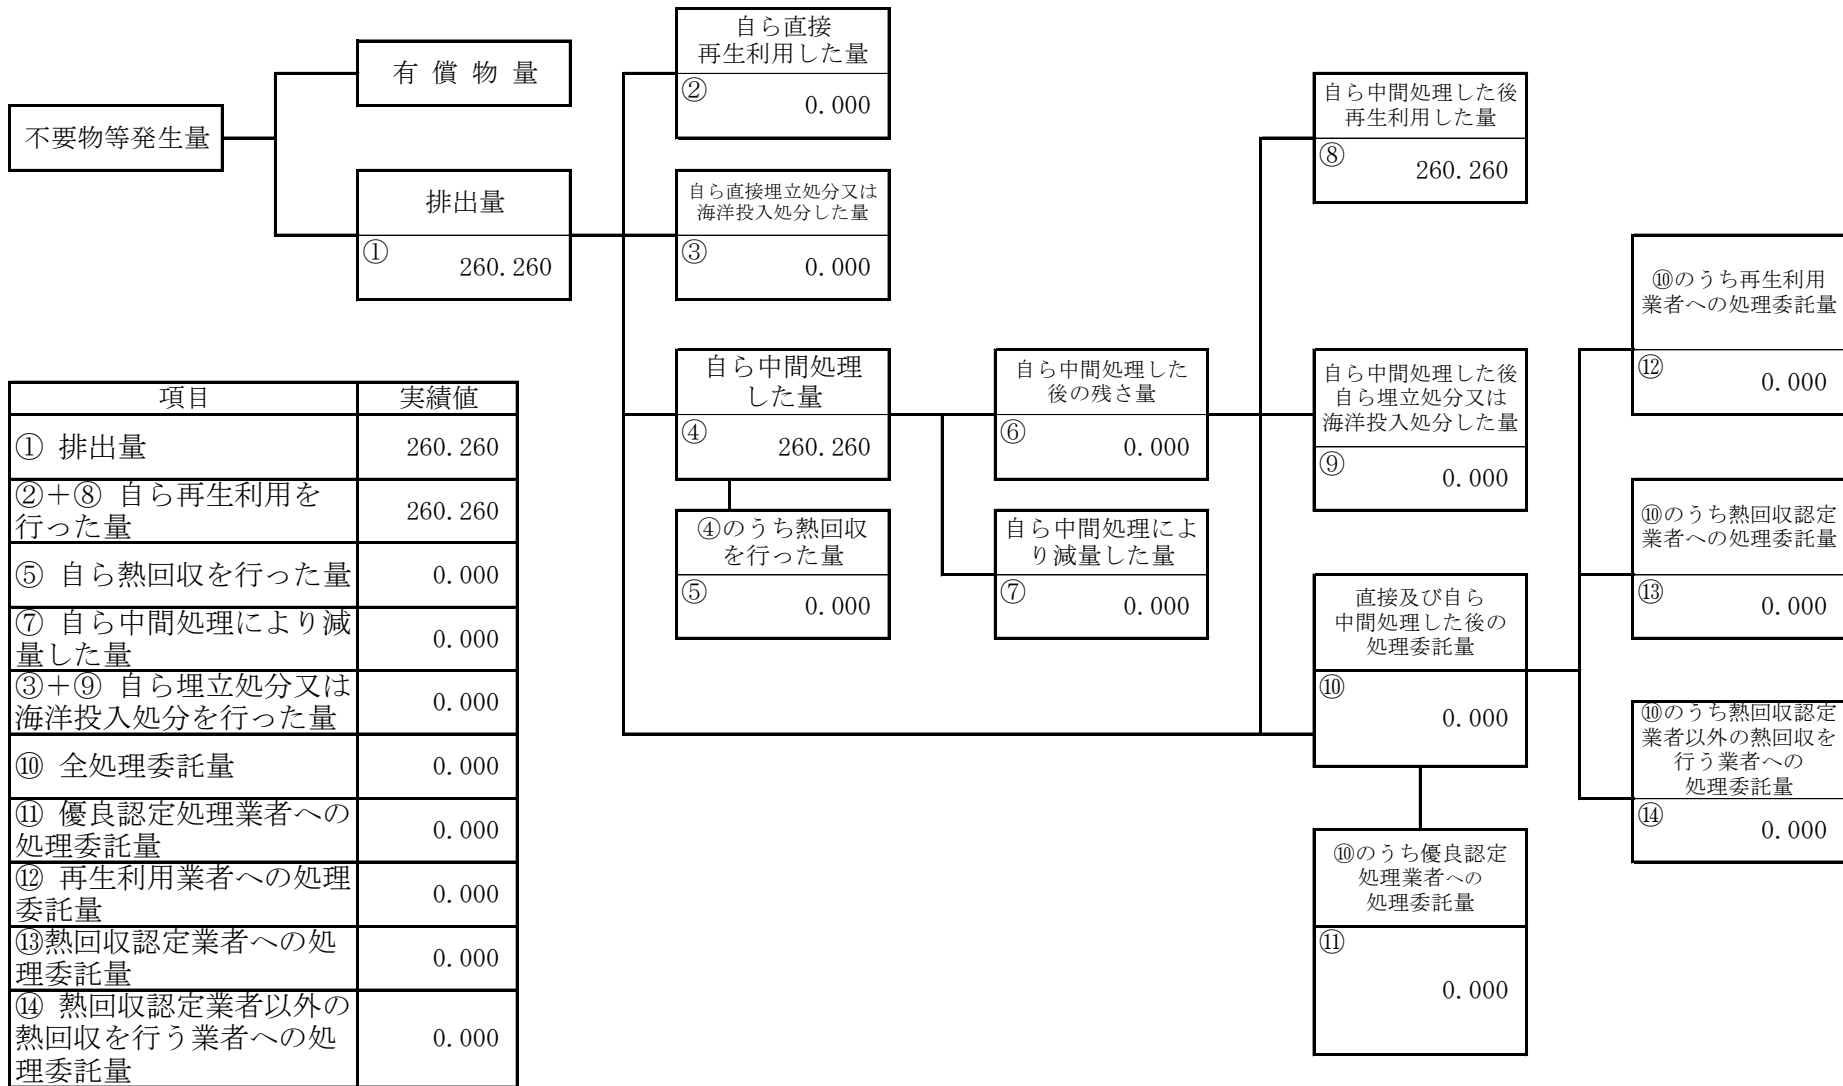 不要物等発生量
有 償 物 量
排出量
①
260.260
自ら直接
再生利用した量
②
0.000
自ら直接埋立処分又は
海洋投入処分した量
③
0.000
自ら中間処理
した量
④
260.260
④のうち熱回収
を行った量
⑤
0.000
自ら中間処理した
後の残さ量
⑥
0.000
自ら中間処理によ
り減量した量
⑦
0.000
自ら中間処理した後
再生利用した量
⑧
260.260
自ら中間処理した後
自ら埋立処分又は
海洋投入処分した量
⑨
0.000
直接及び自ら
中間処理した後の
処理委託量
⑩
0.000
⑩のうち優良認定
処理業者への
処理委託量
⑪
0.000
⑩のうち再生利用
業者への処理委託量
⑫
0.000
⑩のうち熱回収認定
業者への処理委託量
⑬
0.000
⑩のうち熱回収認定
業者以外の熱回収を
行う業者への
処理委託量
⑭
0.000
項目 実績値
① 排出量 260.260
②+⑧ 自ら再生利用を
行った量 260.260
⑤ 自ら熱回収を行った量 0.000
⑦ 自ら中間処理により減
量した量 0.000
③+⑨ 自ら埋立処分又は
海洋投入処分を行った量 0.000
⑩ 全処理委託量 0.000
⑪ 優良認定処理業者への
処理委託量 0.000
⑫ 再生利用業者への処理
委託量 0.000
⑬熱回収認定業者への処
理委託量 0.000
⑭ 熱回収認定業者以外の
熱回収を行う業者への処 0.000
理委託量